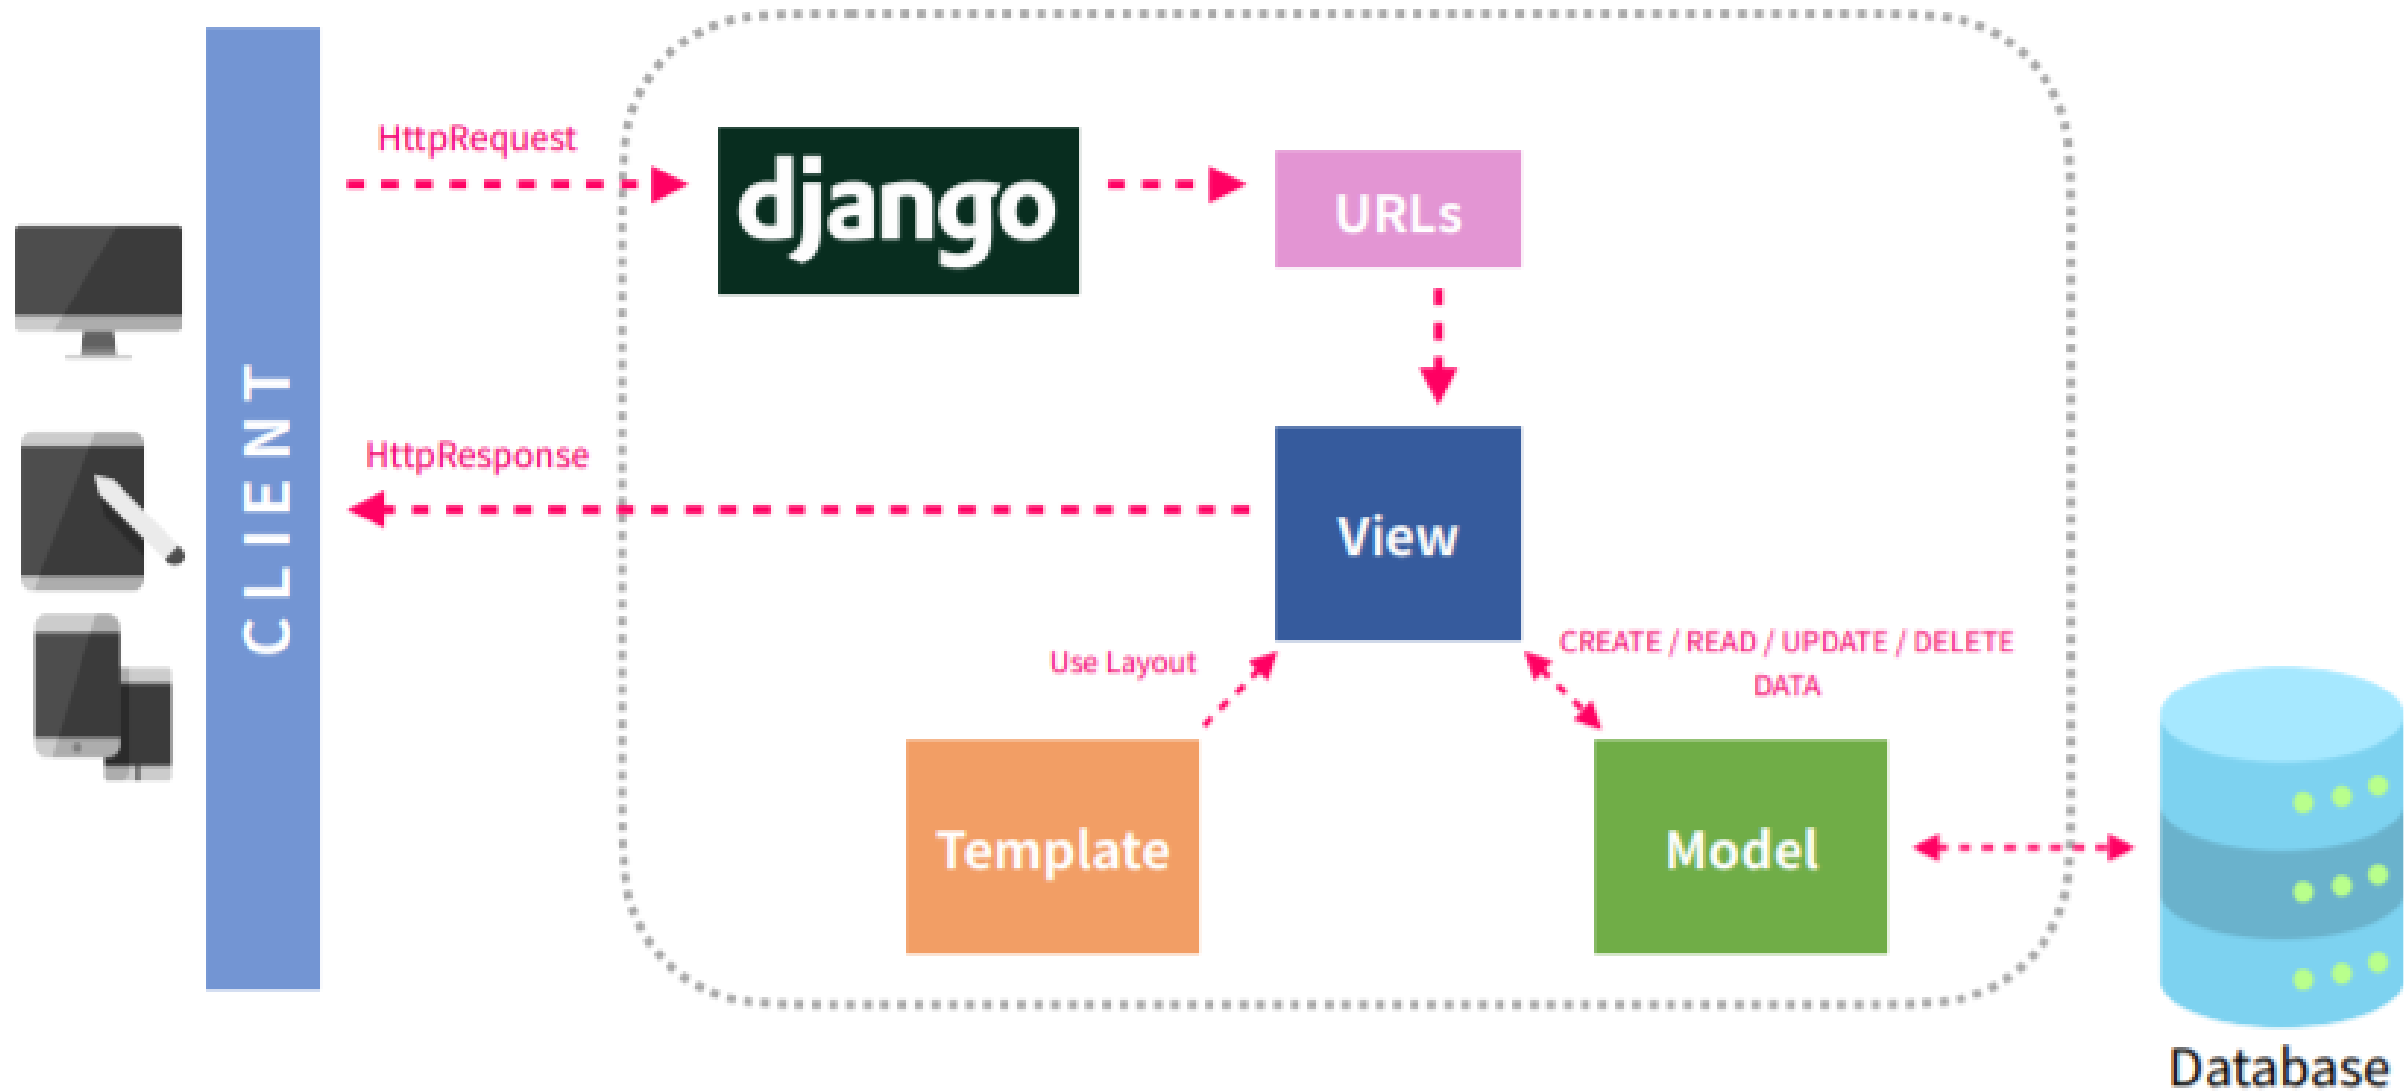 HttpRequest
django
URLs
CLIENT
HttpResponse
View
Use Layout
CREATE / READ / UPDATE / DELETE
DATA
Template
Model
Database